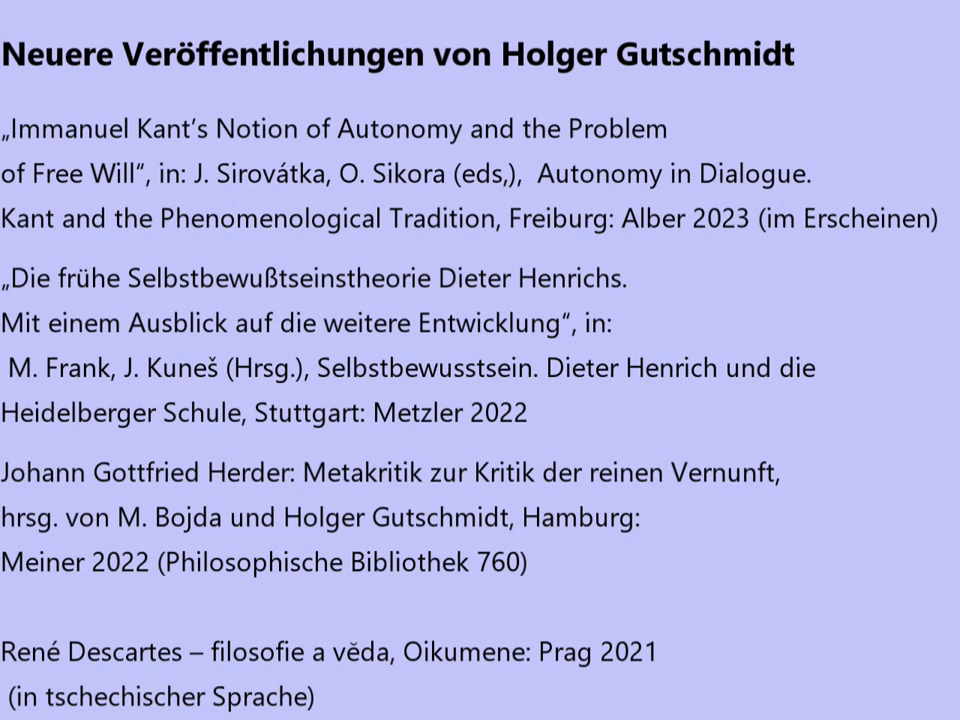 Neuere Veröffentlichungen von Holger Gutschmidt
„Immanuel Kant’s Notion of Autonomy and the Problem
of Free Will“, in: J. Sirovátka, O. Sikora (eds,),  Autonomy in Dialogue.
Kant and the Phenomenological Tradition, Freiburg: Alber 2023 (im Erscheinen)
„Die frühe Selbstbewußtseinstheorie Dieter Henrichs.
Mit einem Ausblick auf die weitere Entwicklung“, in:
M. Frank, J. Kuneš (Hrsg.), Selbstbewusstsein. Dieter Henrich und die
Heidelberger Schule, Stuttgart: Metzler 2022
Johann Gottfried Herder: Metakritik zur Kritik der reinen Vernunft,
hrsg. von M. Bojda und Holger Gutschmidt, Hamburg:
Meiner 2022 (Philosophische Bibliothek 760)
René Descartes – filosofie a vĕda, Oikumene: Prag 2021
(in tschechischer Sprache)